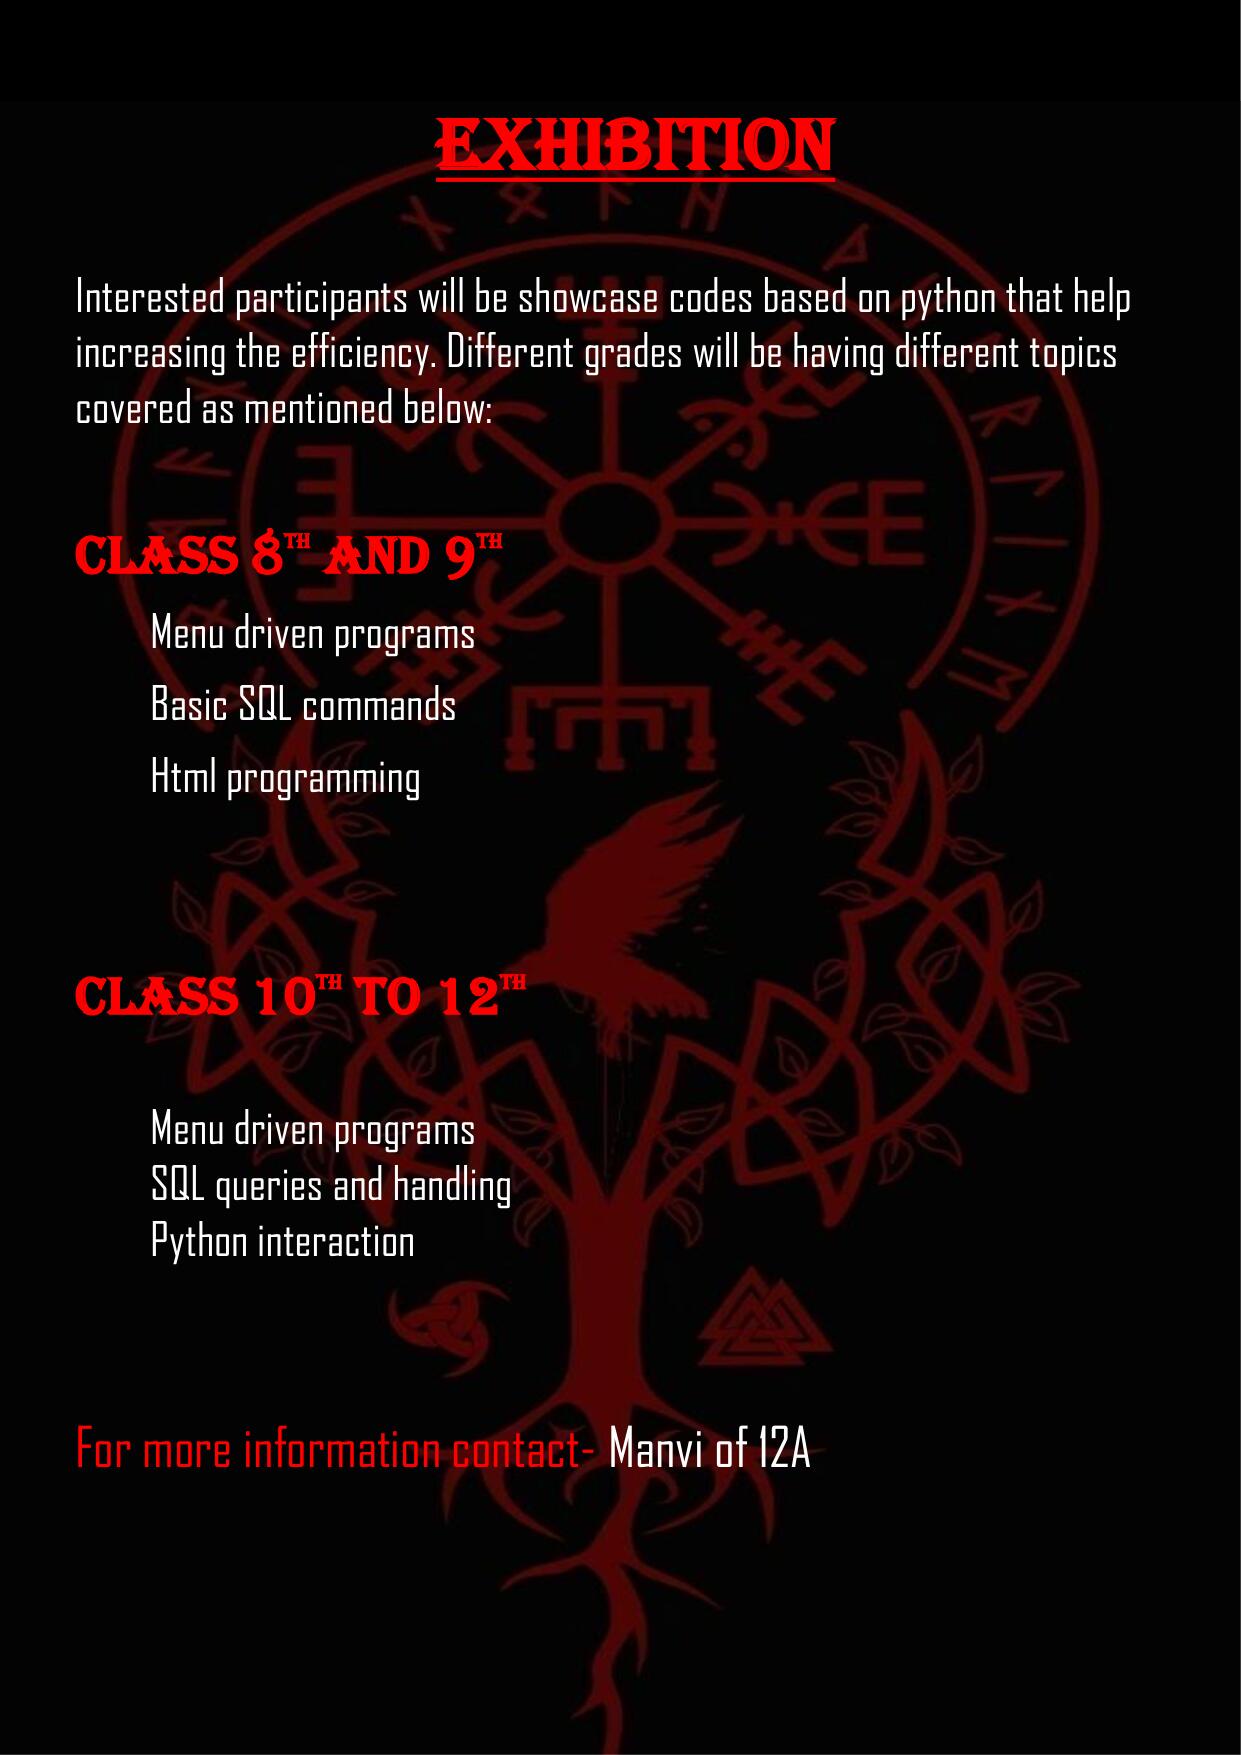 EXHIBITION
Interested participants will be showcase codes based on python that help
increasing the efficiency. Different grades will be having different topics
covered as mentioned below:
CLASS 8TH AND 9TH
Menu driven programs
Basic SQL commands
Html programming
CLASS 10TH TO 12TH
Menu driven programs
SQL queries and handling
Python interaction
For more information contact- Manvi of 12A